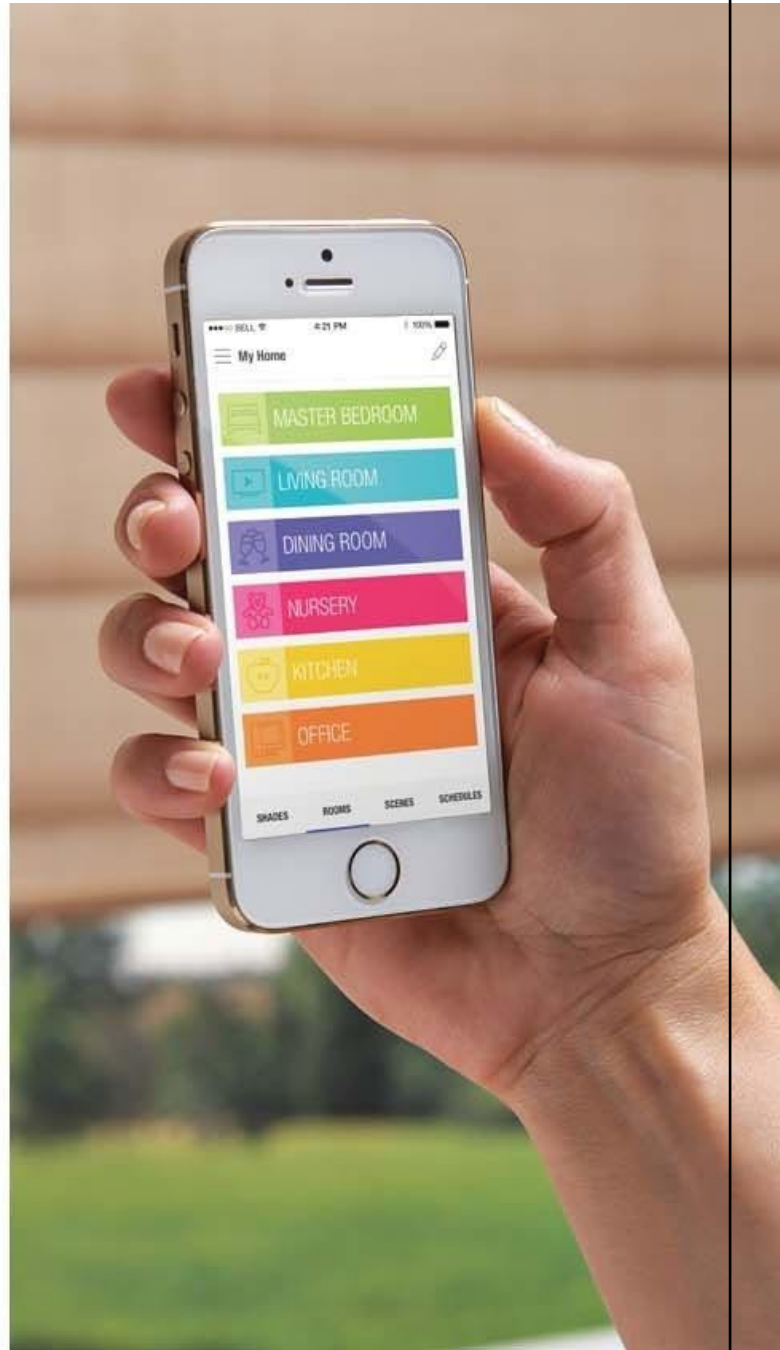 BELL 4:21 PM 100%
My Home
MASTER BEDROOM
LIVING ROOM
DINING ROOM
NURSERY
KITCHEN
OFFICE
SHADES ROOMS SCENES SCHEDULES